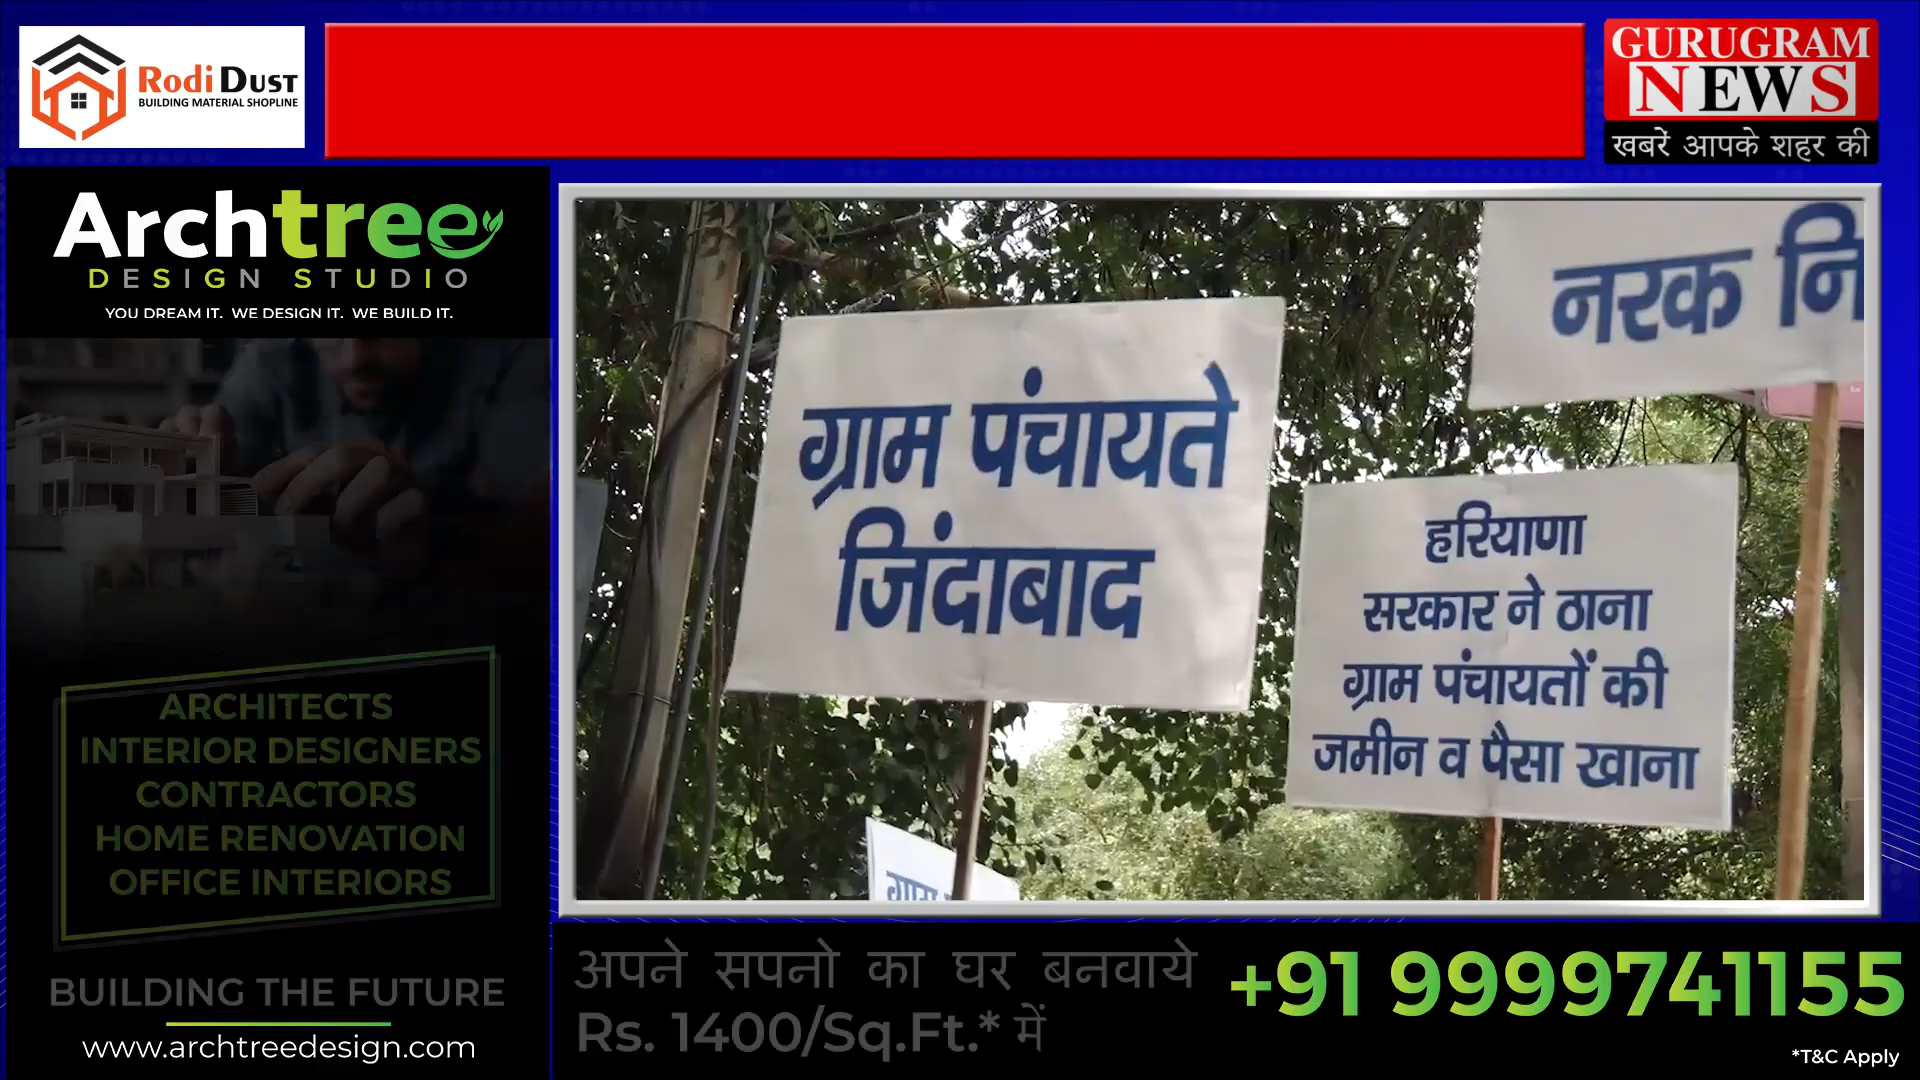 Rodi Dust
BUILDING MATERIAL SHOPLINE
GURUGRAM
NEWS
खबरें आपके शहर की
Archtree
DESIGN STUDIO
YOU DREAM IT. WE DESIGN IT. WE BUILD IT.
ARCHITECTS
INTERIOR DESIGNERS
CONTRACTORS
HOME RENOVATION
OFFICE INTERIORS
BUILDING THE FUTURE
www.archtreedesign.com
ग्राम पंचायते
जिंदाबाद
नरक नि
हरियाणा
सरकार ने ठाना
ग्राम पंचायतों की
जमीन व पैसा खाना
अपने सपनो का घर बनवाये
Rs. 1400/Sq.Ft.* में
+91 9999741155
*T&C Apply